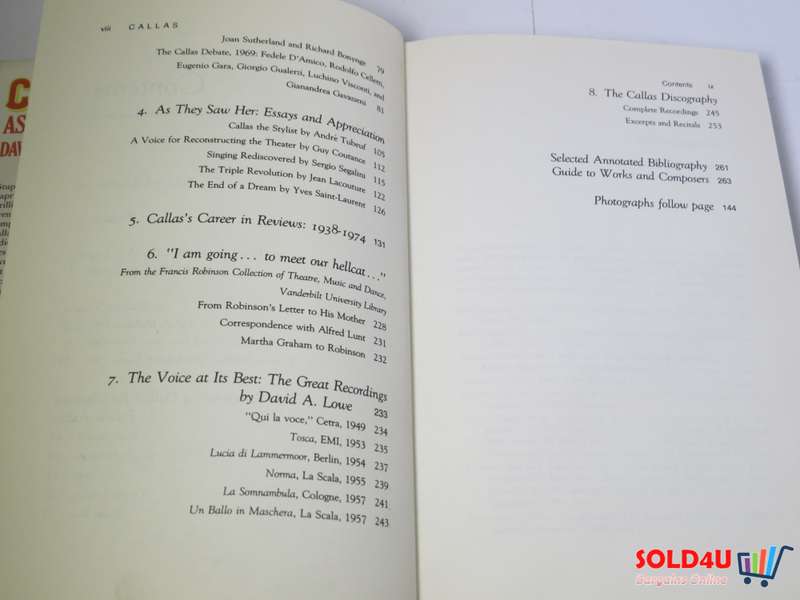 viii CALLAS
Joan Sutherland and Richard Bonynge 79
The Callas Debate, 1969: Fedele D'Amico, Rodolfo Celletti,
Eugenio Gara, Giorgio Gualerzi, Luchino Visconti, and
Gianandrea Gavazzeni 81
4. As They Saw Her: Essays and Appreciation
Callas the Stylist by André Tubeuf 105
A Voice for Reconstructing the Theater by Guy Coutance 112
Singing Rediscovered by Sergio Segalini 115
The Triple Revolution by Jean Lacouture 122
The End of a Dream by Yves Saint-Laurent 126
5. Callas's Career in Reviews: 1938-1974 131
6. "I am going... to meet our hellcat..."
From the Francis Robinson Collection of Theatre, Music and Dance,
Vanderbilt University Library
From Robinson's Letter to His Mother 228
Correspondence with Alfred Lunt 231
Martha Graham to Robinson 232
7. The Voice at Its Best: The Great Recordings
by David A. Lowe 233
"Qui la voce," Cetra, 1949 234
Tosca, EMI, 1953 235
Lucia di Lammermoor, Berlin, 1954 237
Norma, La Scala, 1955 239
La Somnambula, Cologne, 1957 241
Un Ballo in Maschera, La Scala, 1957 243
Contents ix
8. The Callas Discography
Complete Recordings 245
Excerpts and Recitals 253
Selected Annotated Bibliography 261
Guide to Works and Composers 263
Photographs follow page 144
C
AS
DAV
SOLD4U
Bargains Online